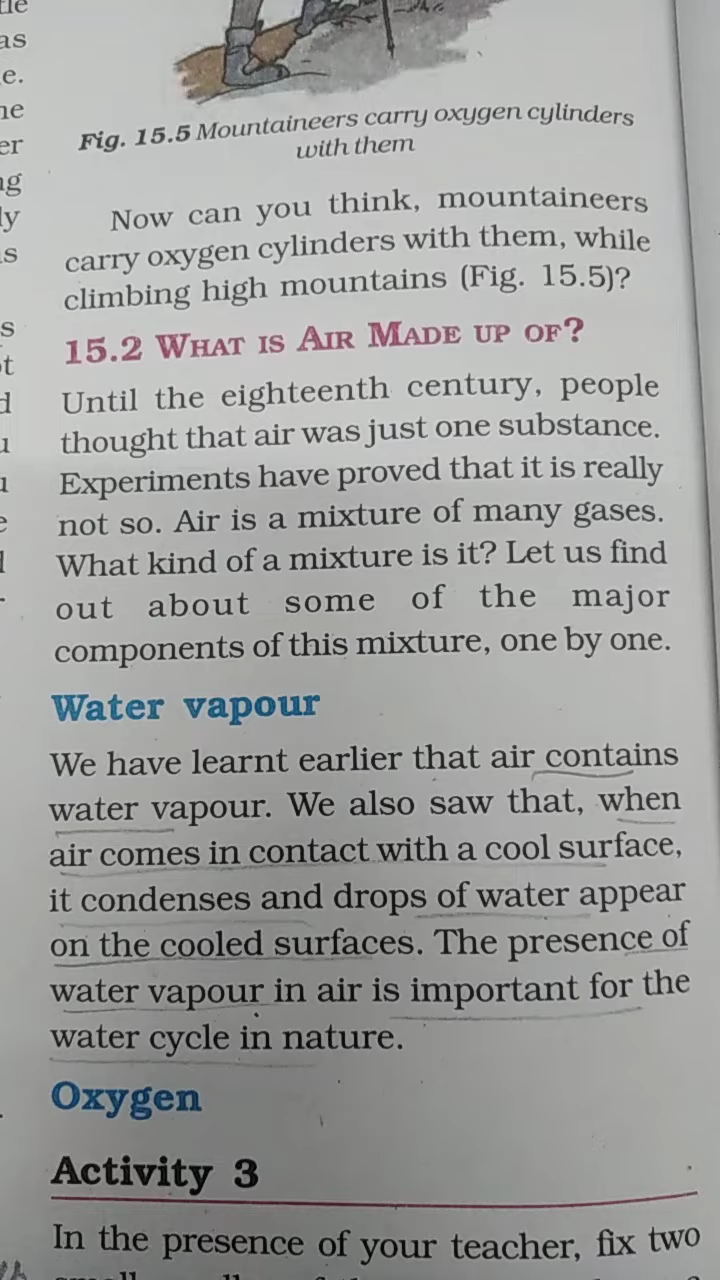 Fig. 15.5 Mountaineers carry oxygen cylinders
with them
Now can you think, mountaineers
carry oxygen cylinders with them, while
climbing high mountains (Fig. 15.5)?
15.2 WHAT IS AIR MADE UP OF?
Until the eighteenth century, people
thought that air was just one substance.
Experiments have proved that it is really
not so. Air is a mixture of many gases.
What kind of a mixture is it? Let us find
out about some of the major
components of this mixture, one by one.
Water vapour
We have learnt earlier that air contains
water vapour. We also saw that, when
air comes in contact with a cool surface,
it condenses and drops of water appear
on the cooled surfaces. The presence of
water vapour in air is important for the
water cycle in nature.
Oxygen
Activity 3
In the presence of your teacher, fix two